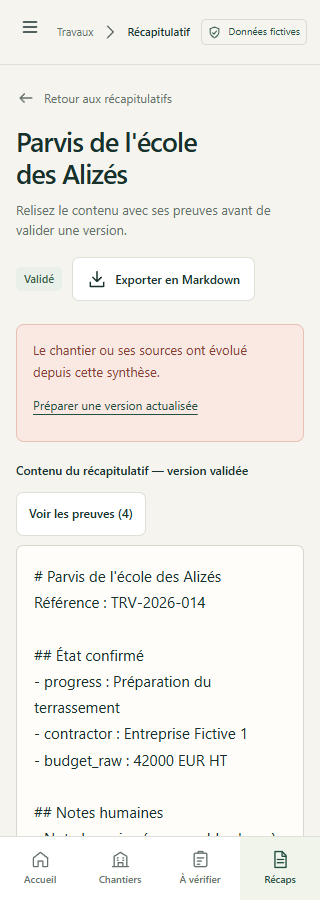 Travaux > Récapitulatif Données fictives
← Retour aux récapitulatifs
Parvis de l'école
des Alizés
Relisez le contenu avec ses preuves avant de
valider une version.
Validé Exporter en Markdown
Le chantier ou ses sources ont évolué
depuis cette synthèse.
Préparer une version actualisée
Contenu du récapitulatif — version validée
Voir les preuves (4)
# Parvis de l'école des Alizés
Référence : TRV-2026-014
## État confirmé
- progress : Préparation du
terrassement
- contractor : Entreprise Fictive 1
- budget_raw : 42000 EUR HT
## Notes humaines
Accueil Chantiers À vérifier Récaps